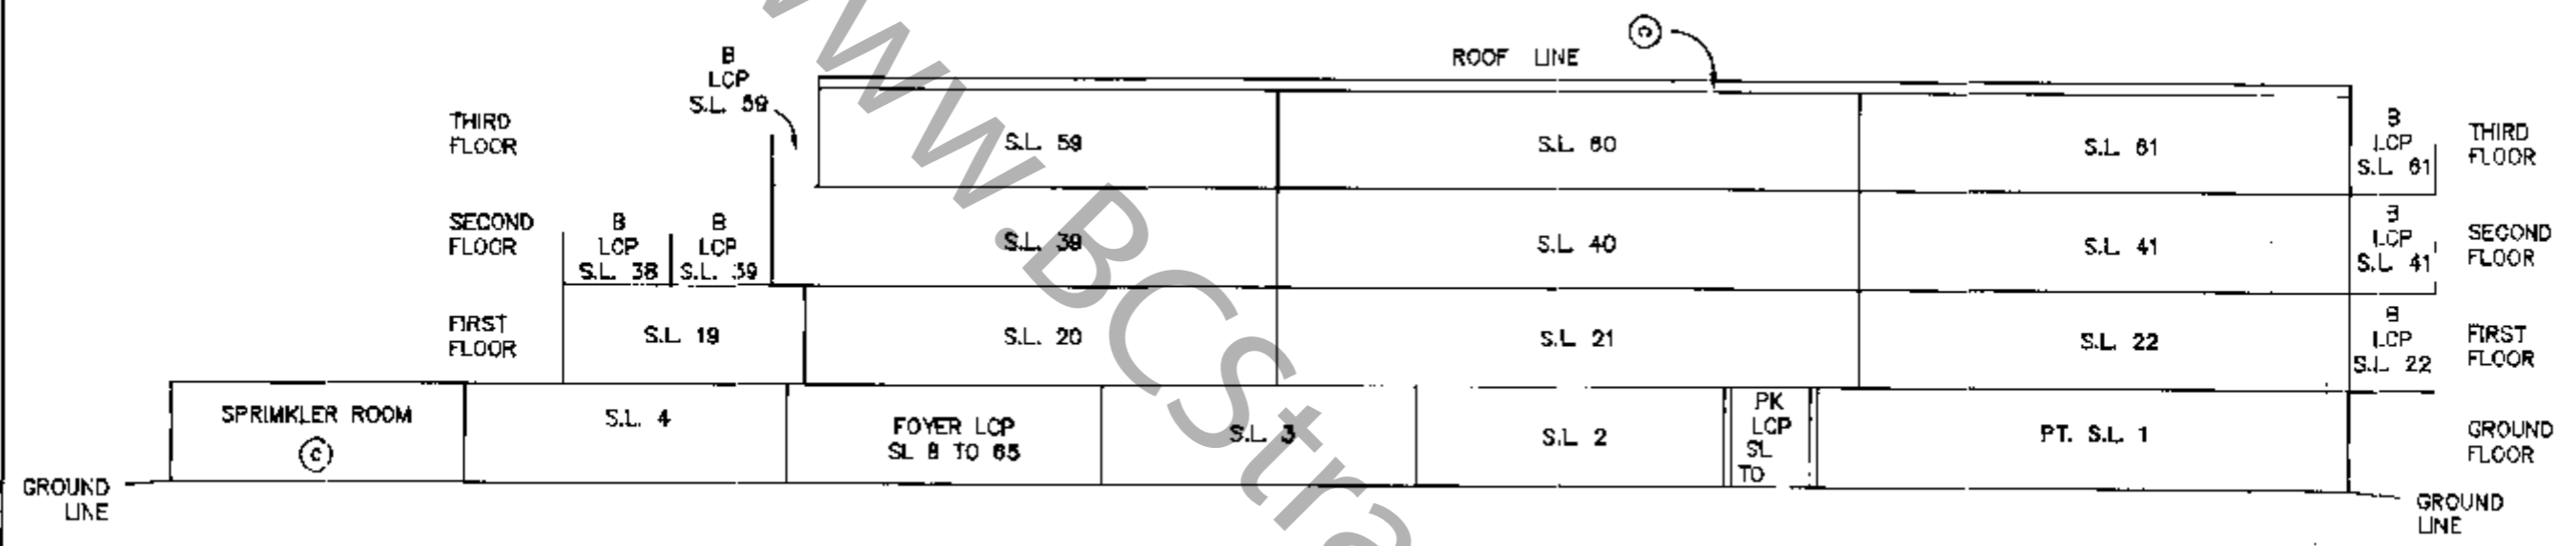 www.BCStra
ROOF LINE
B
LCP
S.L. 59
THIRD
FLOOR
S.L. 59
S.L. 60
S.L. 61
B
LCP
S.L. 61
THIRD
FLOOR
SECOND
FLOOR
B
LCP
S.L. 38
B
LCP
S.L. 39
S.L. 39
S.L. 40
S.L. 41
B
LCP
S.L. 41
SECOND
FLOOR
FIRST
FLOOR
S.L. 19
S.L. 20
S.L. 21
S.L. 22
B
LCP
S.L. 22
FIRST
FLOOR
SPRIMKLER ROOM
C
S.L. 4
FOYER LCP
SL 8 TO 65
S.L. 3
S.L. 2
PK
LCP
SL
TO
PT. S.L. 1
GROUND
FLOOR
GROUND
LINE
GROUND
LINE